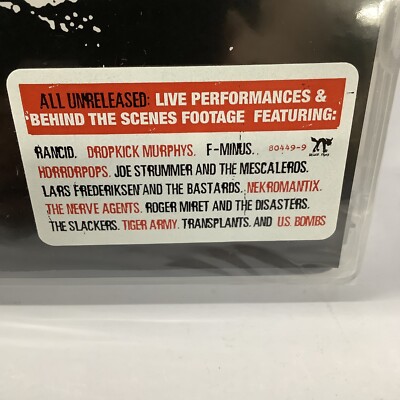 ALL UNRELEASED: LIVE PERFORMANCES &
BEHIND THE SCENES FOOTAGE FEATURING:
RANCID. DROPKICK MURPHYS. F-MINUS. 80449-9
HORRORPOPS. JOE STRUMMER AND THE MESCALEROS.
LARS FREDERIKSEN AND THE BASTARDS. NEKROMANTIX.
THE NERVE AGENTS. ROGER MIRET AND THE DISASTERS.
THE SLACKERS. TIGER ARMY. TRANSPLANTS. AND U.S. BOMBS